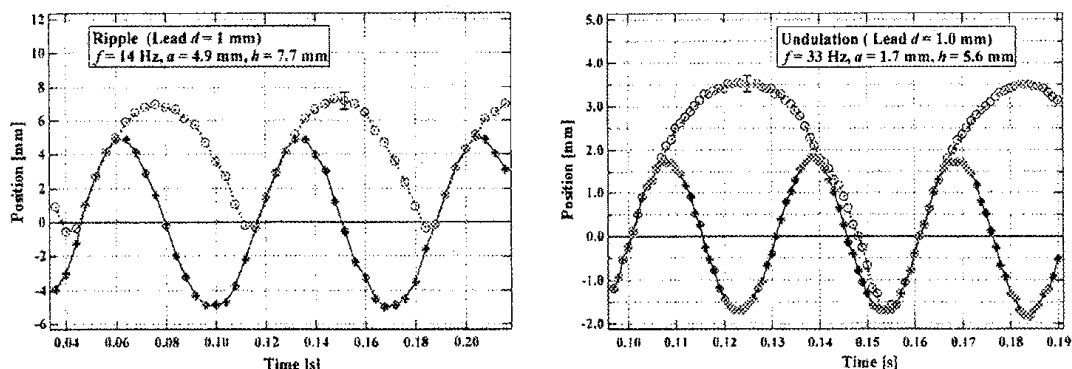 12
10
8
6
4
2
0
-2
-4
-6
Position [mm]
Ripple (Lead d = 1 mm)
f = 14 Hz, a = 4.9 mm, h = 7.7 mm
0.04 0.06 0.08 0.10 0.12 0.14 0.16 0.18 0.20
Time [s]
5.0
4.0
3.0
2.0
1.0
0.0
-1.0
-2.0
Position [mm]
Undulation ( Lead d = 1.0 mm)
f = 33 Hz, a = 1.7 mm, h = 5.6 mm
0.10 0.11 0.12 0.13 0.14 0.15 0.16 0.17 0.18 0.19
Time [s]